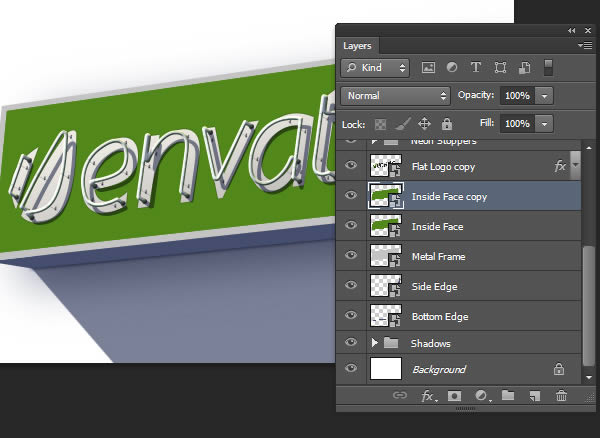 Layers
Kind
Normal Opacity: 100%
Lock: Fill: 100%
Neon Stoppers
Flat Logo copy fx
Inside Face copy
Inside Face
Metal Frame
Side Edge
Bottom Edge
Shadows
Background
fx
envat